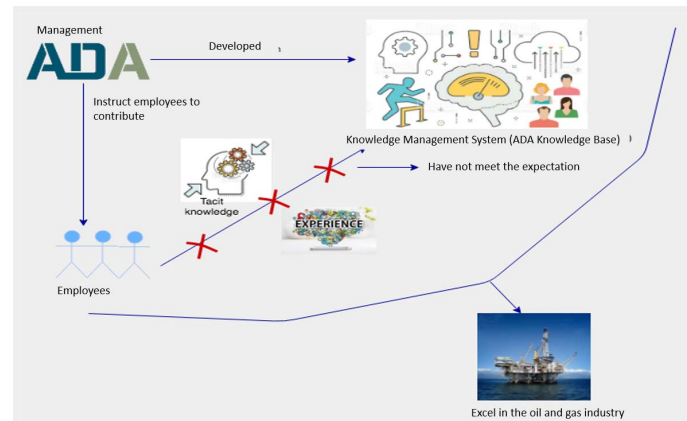 Management
ADA
Developed
Instruct employees to
contribute
Knowledge Management System (ADA Knowledge Base)
Have not meet the expectation
Tacit
knowledge
EXPERIENCE
Employees
Excel in the oil and gas industry